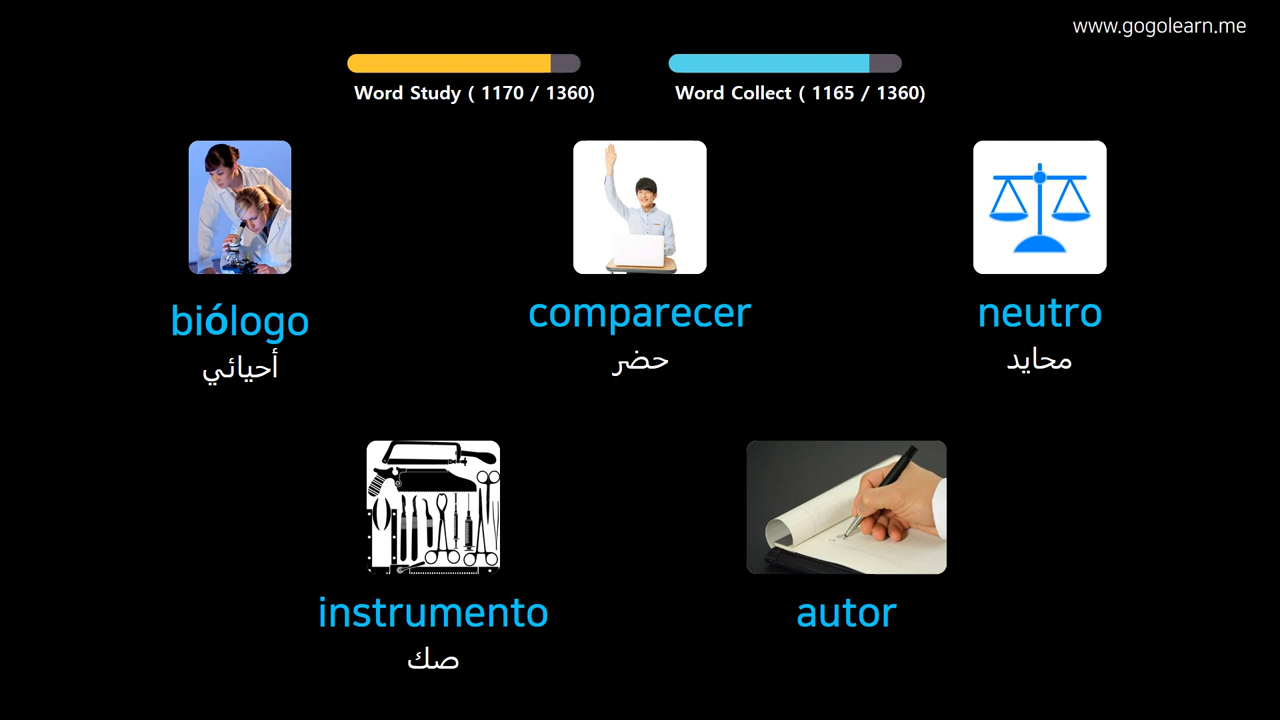 www.gogolearn.me
Word Study ( 1170 / 1360)
Word Collect ( 1165 / 1360)
biólogo
أحيائي
comparecer
حضر
neutro
محايد
instrumento
صك
autor